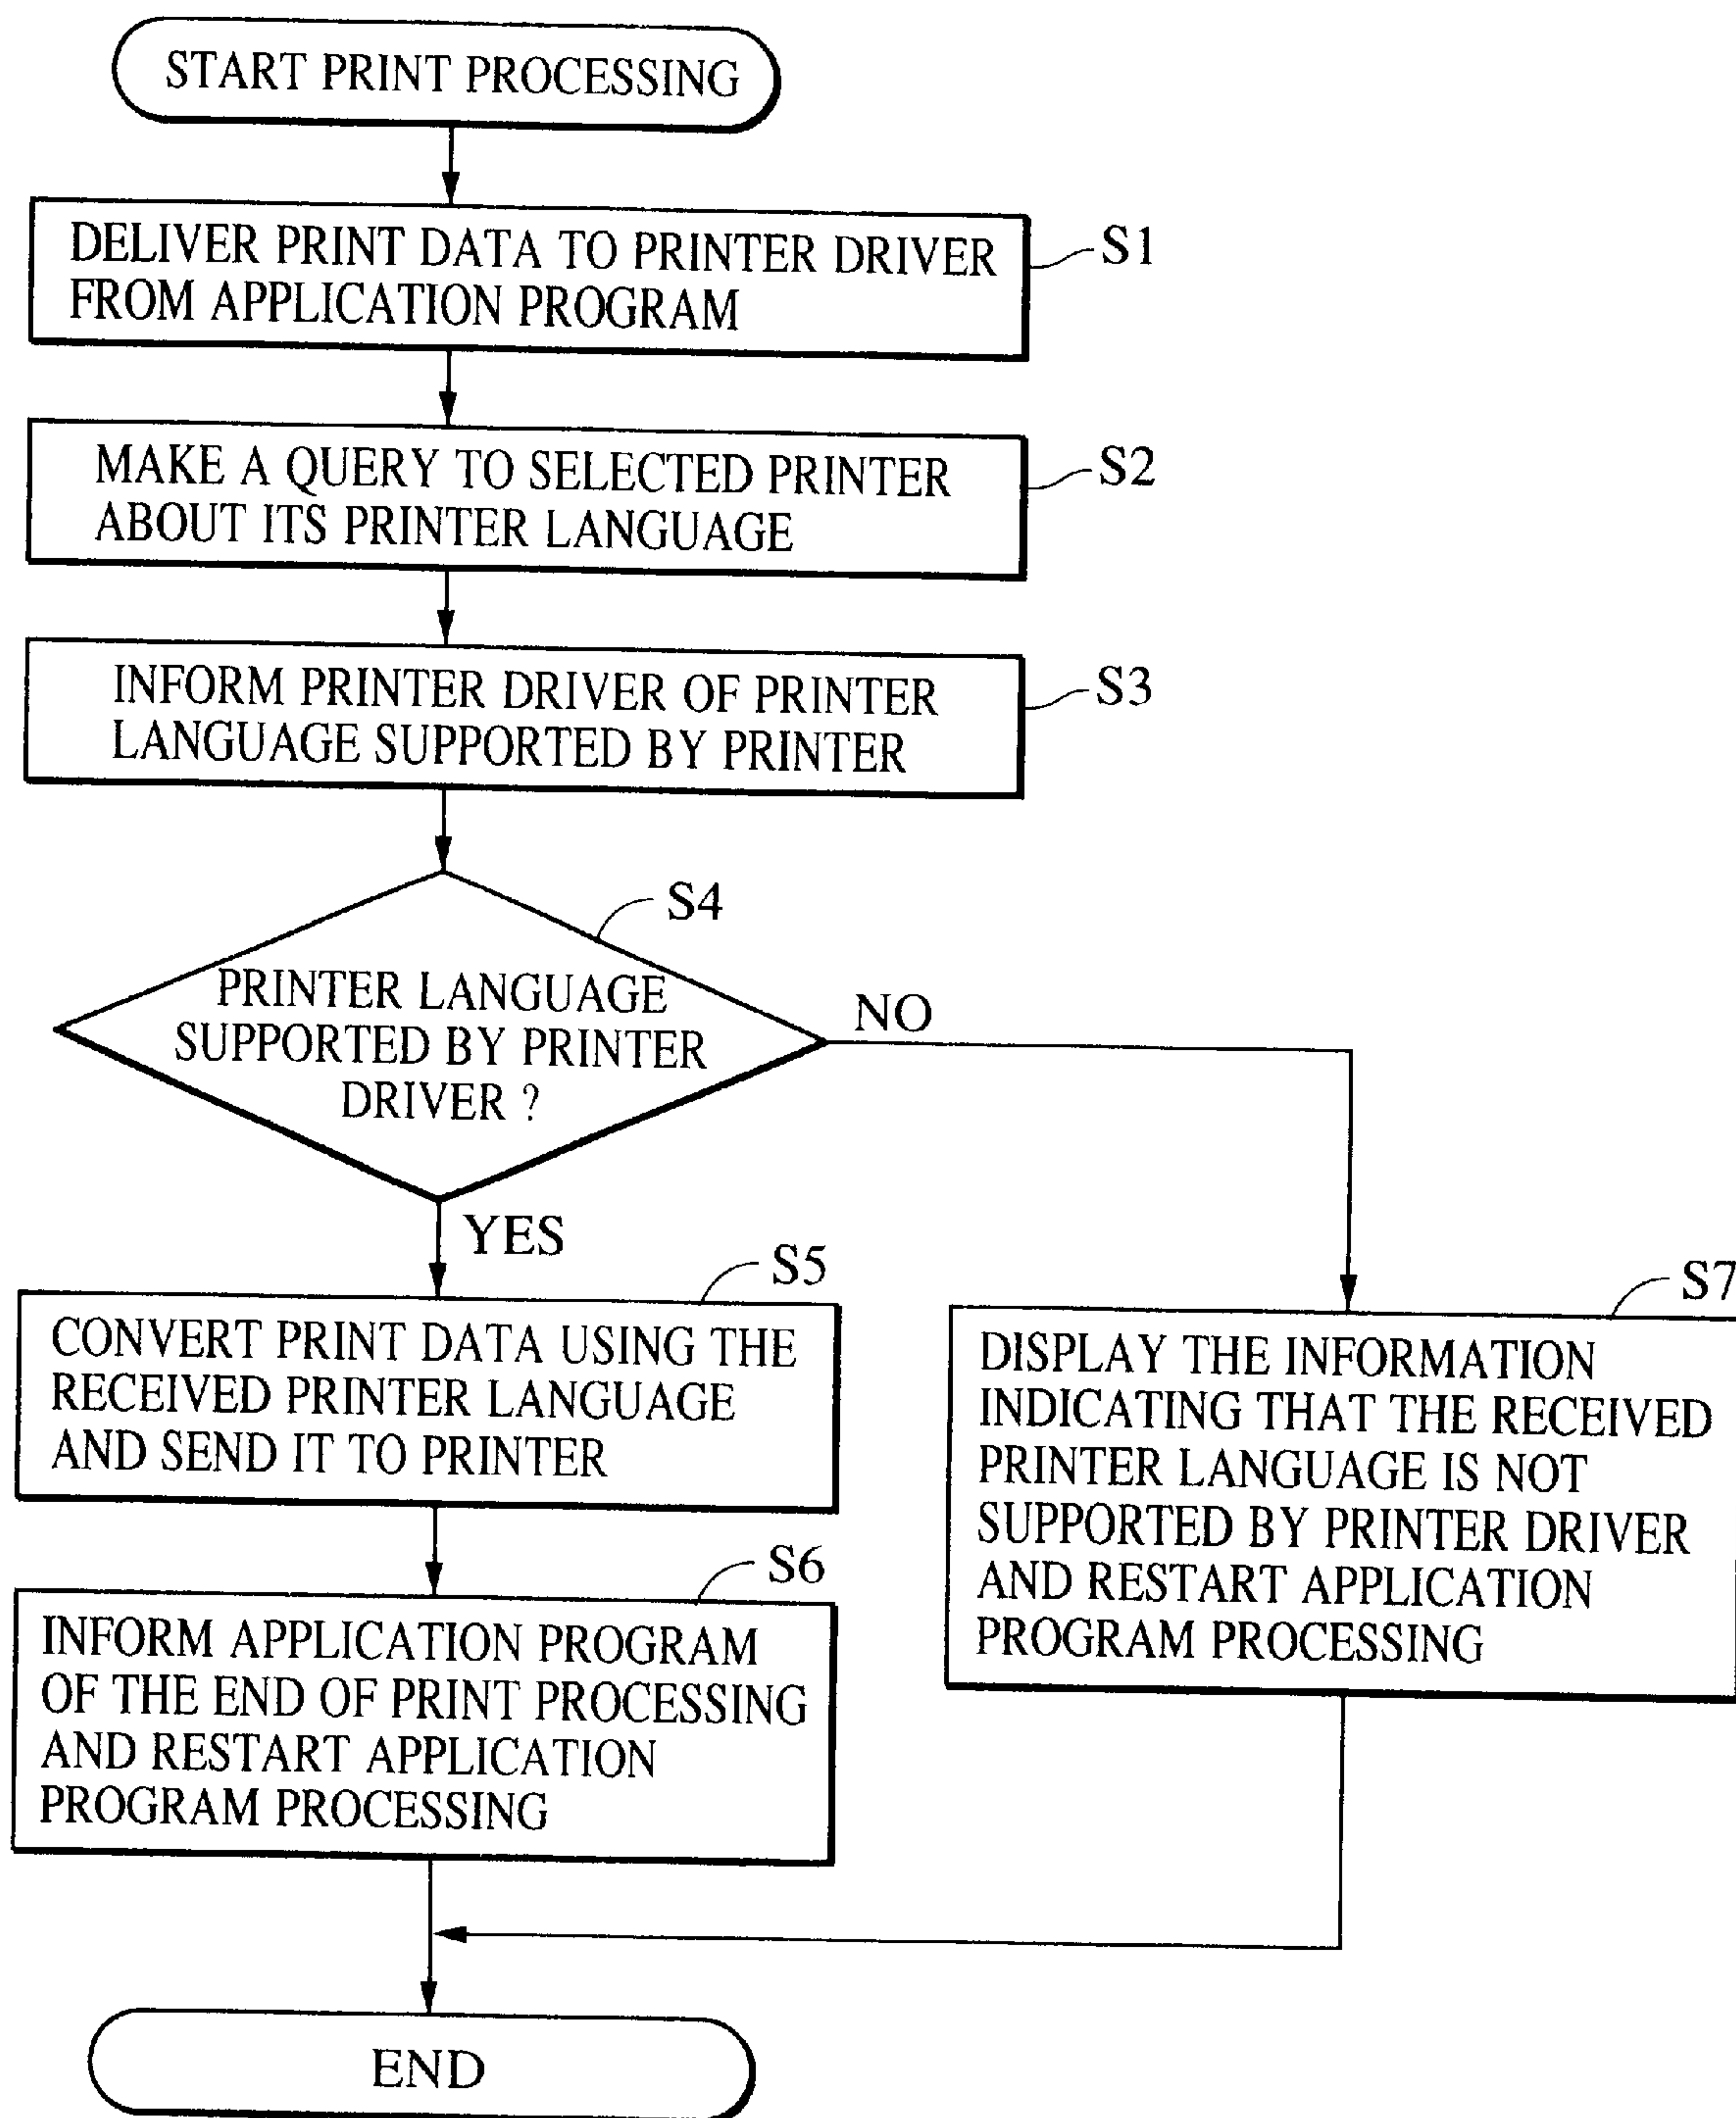 START PRINT PROCESSING
DELIVER PRINT DATA TO PRINTER DRIVER
FROM APPLICATION PROGRAM
S1
MAKE A QUERY TO SELECTED PRINTER
ABOUT ITS PRINTER LANGUAGE
S2
INFORM PRINTER DRIVER OF PRINTER
LANGUAGE SUPPORTED BY PRINTER
S3
S4
PRINTER LANGUAGE
SUPPORTED BY PRINTER
DRIVER ?
NO
YES
S5
CONVERT PRINT DATA USING THE
RECEIVED PRINTER LANGUAGE
AND SEND IT TO PRINTER
S6
INFORM APPLICATION PROGRAM
OF THE END OF PRINT PROCESSING
AND RESTART APPLICATION
PROGRAM PROCESSING
S7
DISPLAY THE INFORMATION
INDICATING THAT THE RECEIVED
PRINTER LANGUAGE IS NOT
SUPPORTED BY PRINTER DRIVER
AND RESTART APPLICATION
PROGRAM PROCESSING
END